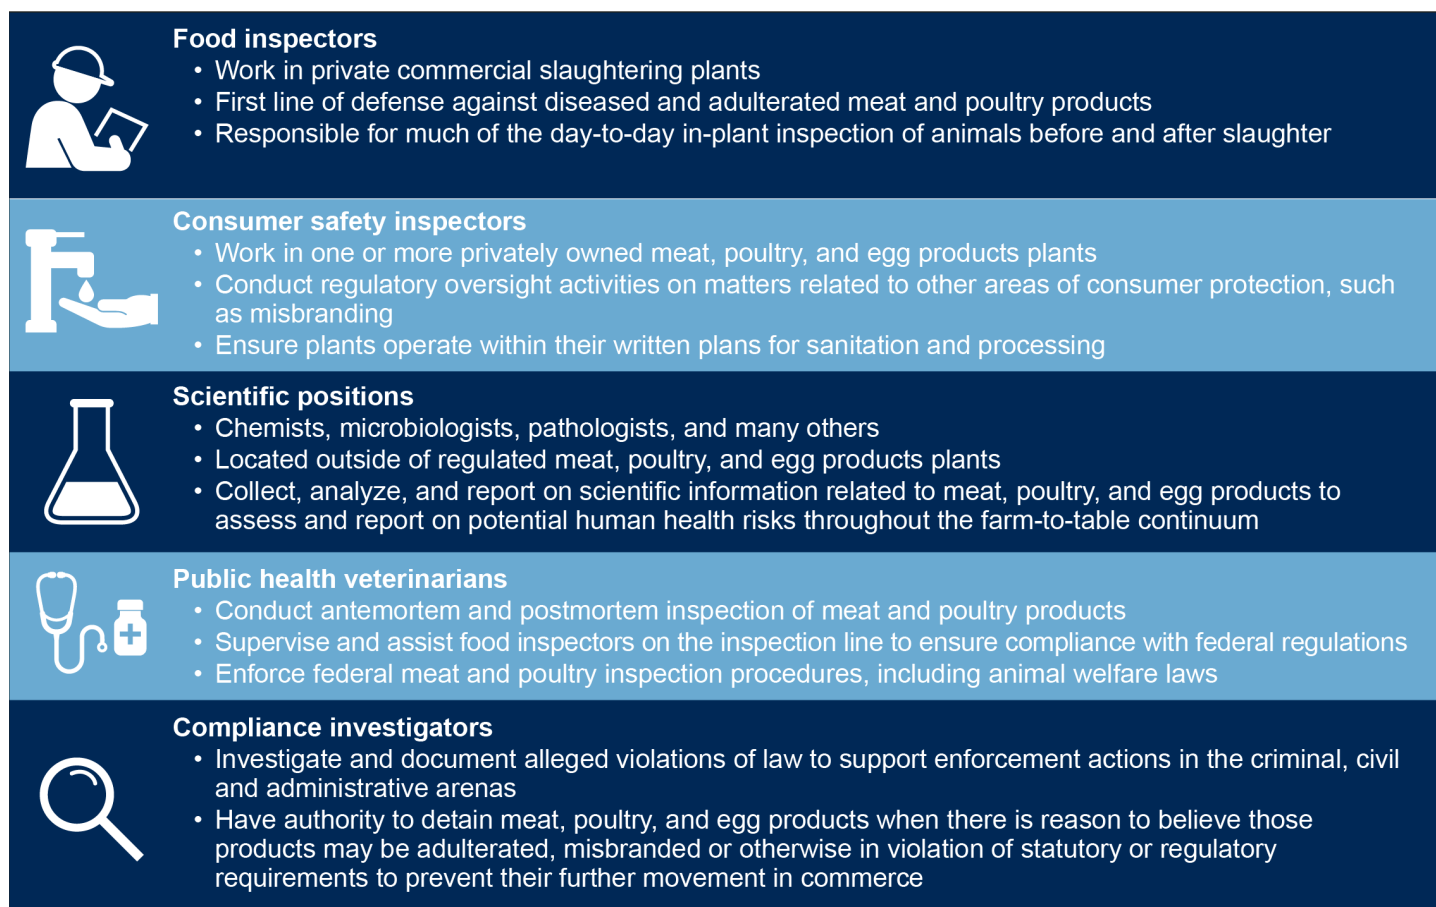 Food inspectors
• Work in private commercial slaughtering plants
• First line of defense against diseased and adulterated meat and poultry products
• Responsible for much of the day-to-day in-plant inspection of animals before and after slaughter
Consumer safety inspectors
• Work in one or more privately owned meat, poultry, and egg products plants
• Conduct regulatory oversight activities on matters related to other areas of consumer protection, such
as misbranding
• Ensure plants operate within their written plans for sanitation and processing
Scientific positions
• Chemists, microbiologists, pathologists, and many others
• Located outside of regulated meat, poultry, and egg products plants
• Collect, analyze, and report on scientific information related to meat, poultry, and egg products to
assess and report on potential human health risks throughout the farm-to-table continuum
Public health veterinarians
• Conduct antemortem and postmortem inspection of meat and poultry products
• Supervise and assist food inspectors on the inspection line to ensure compliance with federal regulations
• Enforce federal meat and poultry inspection procedures, including animal welfare laws
Compliance investigators
• Investigate and document alleged violations of law to support enforcement actions in the criminal, civil
and administrative arenas
• Have authority to detain meat, poultry, and egg products when there is reason to believe those
products may be adulterated, misbranded or otherwise in violation of statutory or regulatory
requirements to prevent their further movement in commerce